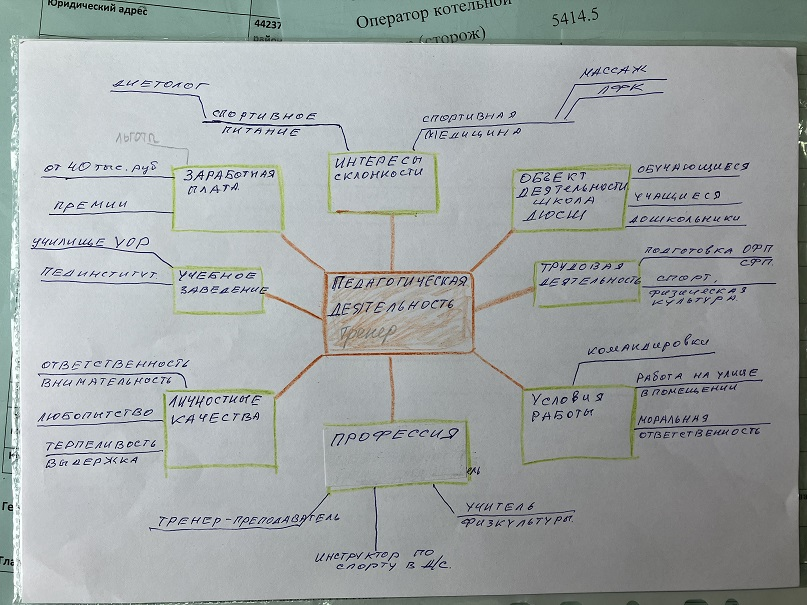 Юридический адрес
44237
Оператор котельной
5414.5
(сторож)
ДИЕТОЛОГ
СПОРТИВНОЕ
ПИТАНИЕ
СПОРТИВНАЯ
МЕДИЦИНА
МАССАЖ
ЛФК
ЛЬГОТЫ
ОТ 40 ТЫС. РУБ
ПРЕМИИ
ЗАРАБОТНАЯ
ПЛАТА
ИНТЕРЕСЫ
СКЛОННОСТИ
ОБЪЕКТ
ДЕЯТЕЛЬНОСТИ
ШКОЛА
ДЮСШ
ОБУЧАЮЩИЕСЯ
УЧАЩИЕСЯ
ДОШКОЛЬНИКИ
УЧИЛИЩЕ УОР
ПЕДИНСТИТУТ
УЧЕБНОЕ
ЗАВЕДЕНИЕ
ПЕДАГОГИЧЕСКАЯ
ДЕЯТЕЛЬНОСТЬ
тренер
ТРУДОВАЯ
ДЕЯТЕЛЬНОСТЬ
ПОДГОТОВКА ОФП
СФП.
СПОРТ,
ФИЗИЧЕСКАЯ
КУЛЬТУРА.
ОТВЕТСТВЕННОСТЬ
ВНИМАТЕЛЬНОСТЬ
ЛЮБОПЫТСТВО
ТЕРПЕЛИВОСТЬ
ВЫДЕРЖКА
ЛИЧНОСТНЫЕ
КАЧЕСТВА
ПРОФЕССИЯ
УСЛОВИЯ
РАБОТЫ
КОМАНДИРОВКИ
РАБОТА НА УЛИЦЕ
В ПОМЕЩЕНИИ
МОРАЛЬНАЯ
ОТВЕТСТВЕННОСТЬ
ТРЕНЕР-ПРЕПОДАВАТЕЛЬ
ИНСТРУКТОР ПО
СПОРТУ В Д/С.
УЧИТЕЛЬ
ФИЗКУЛЬТУРЫ.